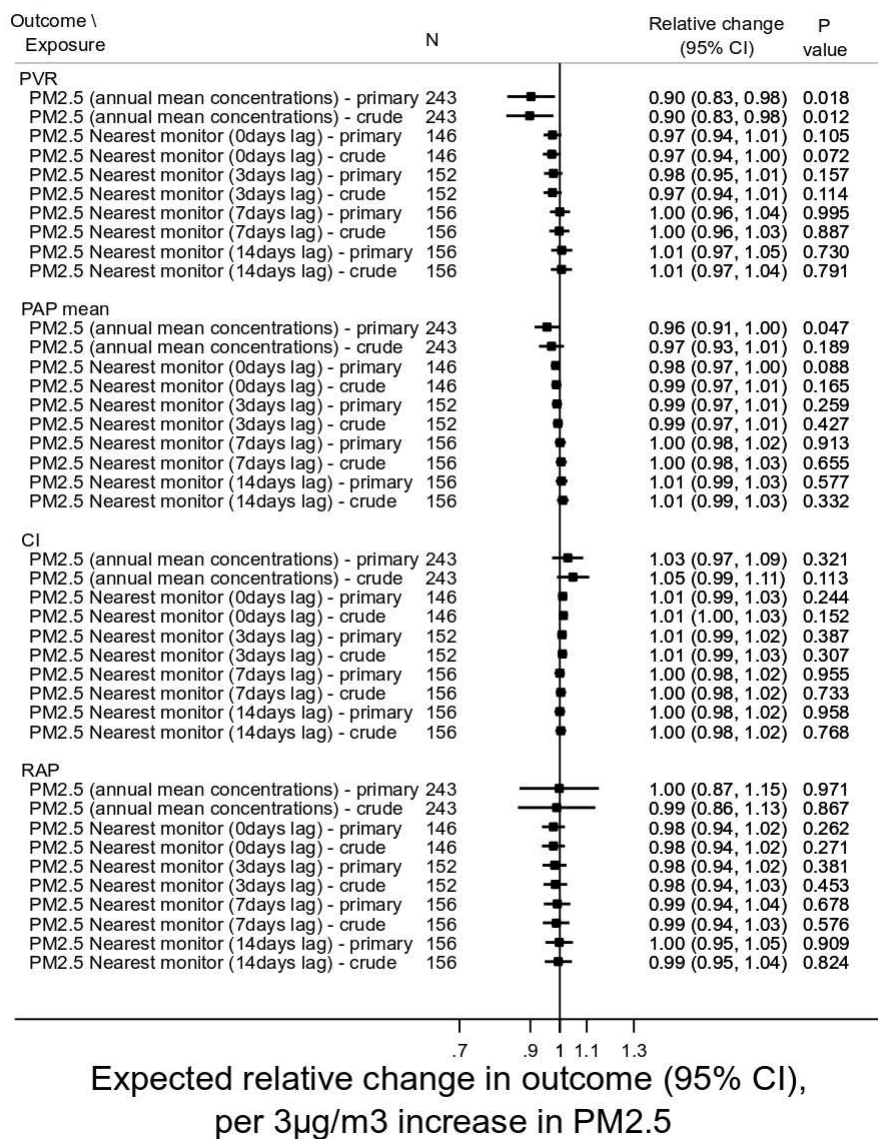 Outcome \ Exposure N Relative change (95% CI) P value
PVR
PM2.5 (annual mean concentrations) - primary 243 0.90 (0.83, 0.98) 0.018
PM2.5 (annual mean concentrations) - crude 243 0.90 (0.83, 0.98) 0.012
PM2.5 Nearest monitor (0days lag) - primary 146 0.97 (0.94, 1.01) 0.105
PM2.5 Nearest monitor (0days lag) - crude 146 0.97 (0.94, 1.00) 0.072
PM2.5 Nearest monitor (3days lag) - primary 152 0.98 (0.95, 1.01) 0.157
PM2.5 Nearest monitor (3days lag) - crude 152 0.97 (0.94, 1.01) 0.114
PM2.5 Nearest monitor (7days lag) - primary 156 1.00 (0.96, 1.04) 0.995
PM2.5 Nearest monitor (7days lag) - crude 156 1.00 (0.96, 1.03) 0.887
PM2.5 Nearest monitor (14days lag) - primary 156 1.01 (0.97, 1.05) 0.730
PM2.5 Nearest monitor (14days lag) - crude 156 1.01 (0.97, 1.04) 0.791
PAP mean
PM2.5 (annual mean concentrations) - primary 243 0.96 (0.91, 1.00) 0.047
PM2.5 (annual mean concentrations) - crude 243 0.97 (0.93, 1.01) 0.189
PM2.5 Nearest monitor (0days lag) - primary 146 0.98 (0.97, 1.00) 0.088
PM2.5 Nearest monitor (0days lag) - crude 146 0.99 (0.97, 1.01) 0.165
PM2.5 Nearest monitor (3days lag) - primary 152 0.99 (0.97, 1.01) 0.259
PM2.5 Nearest monitor (3days lag) - crude 152 0.99 (0.97, 1.01) 0.427
PM2.5 Nearest monitor (7days lag) - primary 156 1.00 (0.98, 1.02) 0.913
PM2.5 Nearest monitor (7days lag) - crude 156 1.00 (0.98, 1.03) 0.655
PM2.5 Nearest monitor (14days lag) - primary 156 1.01 (0.99, 1.03) 0.577
PM2.5 Nearest monitor (14days lag) - crude 156 1.01 (0.99, 1.03) 0.332
CI
PM2.5 (annual mean concentrations) - primary 243 1.03 (0.97, 1.09) 0.321
PM2.5 (annual mean concentrations) - crude 243 1.05 (0.99, 1.11) 0.113
PM2.5 Nearest monitor (0days lag) - primary 146 1.01 (0.99, 1.03) 0.244
PM2.5 Nearest monitor (0days lag) - crude 146 1.01 (1.00, 1.03) 0.152
PM2.5 Nearest monitor (3days lag) - primary 152 1.01 (0.99, 1.02) 0.387
PM2.5 Nearest monitor (3days lag) - crude 152 1.01 (0.99, 1.03) 0.307
PM2.5 Nearest monitor (7days lag) - primary 156 1.00 (0.98, 1.02) 0.955
PM2.5 Nearest monitor (7days lag) - crude 156 1.00 (0.98, 1.02) 0.733
PM2.5 Nearest monitor (14days lag) - primary 156 1.00 (0.98, 1.02) 0.958
PM2.5 Nearest monitor (14days lag) - crude 156 1.00 (0.98, 1.02) 0.768
RAP
PM2.5 (annual mean concentrations) - primary 243 1.00 (0.87, 1.15) 0.971
PM2.5 (annual mean concentrations) - crude 243 0.99 (0.86, 1.13) 0.867
PM2.5 Nearest monitor (0days lag) - primary 146 0.98 (0.94, 1.02) 0.262
PM2.5 Nearest monitor (0days lag) - crude 146 0.98 (0.94, 1.02) 0.271
PM2.5 Nearest monitor (3days lag) - primary 152 0.98 (0.94, 1.02) 0.381
PM2.5 Nearest monitor (3days lag) - crude 152 0.98 (0.94, 1.03) 0.453
PM2.5 Nearest monitor (7days lag) - primary 156 0.99 (0.94, 1.04) 0.678
PM2.5 Nearest monitor (7days lag) - crude 156 0.99 (0.94, 1.03) 0.576
PM2.5 Nearest monitor (14days lag) - primary 156 1.00 (0.95, 1.05) 0.909
PM2.5 Nearest monitor (14days lag) - crude 156 0.99 (0.95, 1.04) 0.824
.7 .9 1 1.1 1.3
Expected relative change in outcome (95% CI),
per 3µg/m3 increase in PM2.5